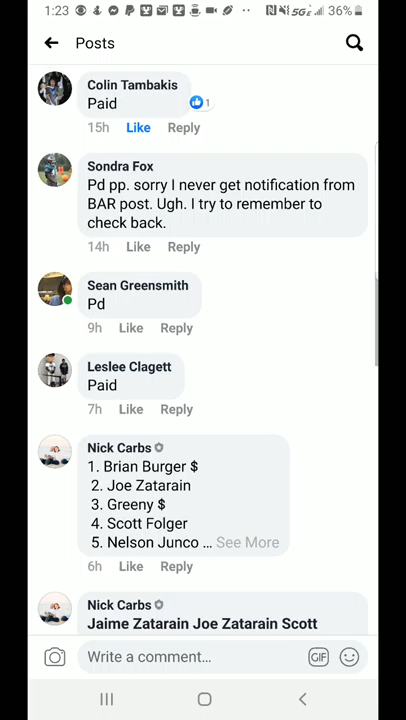 1:23
5G
36%
Posts
Colin Tambakis
Paid
1
15h Like Reply
Sondra Fox
Pd pp. sorry I never get notification from
BAR post. Ugh. I try to remember to
check back.
14h Like Reply
Sean Greensmith
Pd
9h Like Reply
Leslee Clagett
Paid
7h Like Reply
Nick Carbs
1. Brian Burger $
2. Joe Zatarain
3. Greeny $
4. Scott Folger
5. Nelson Junco ... See More
6h Like Reply
Nick Carbs
Jaime Zatarain Joe Zatarain Scott
Write a comment...
GIF